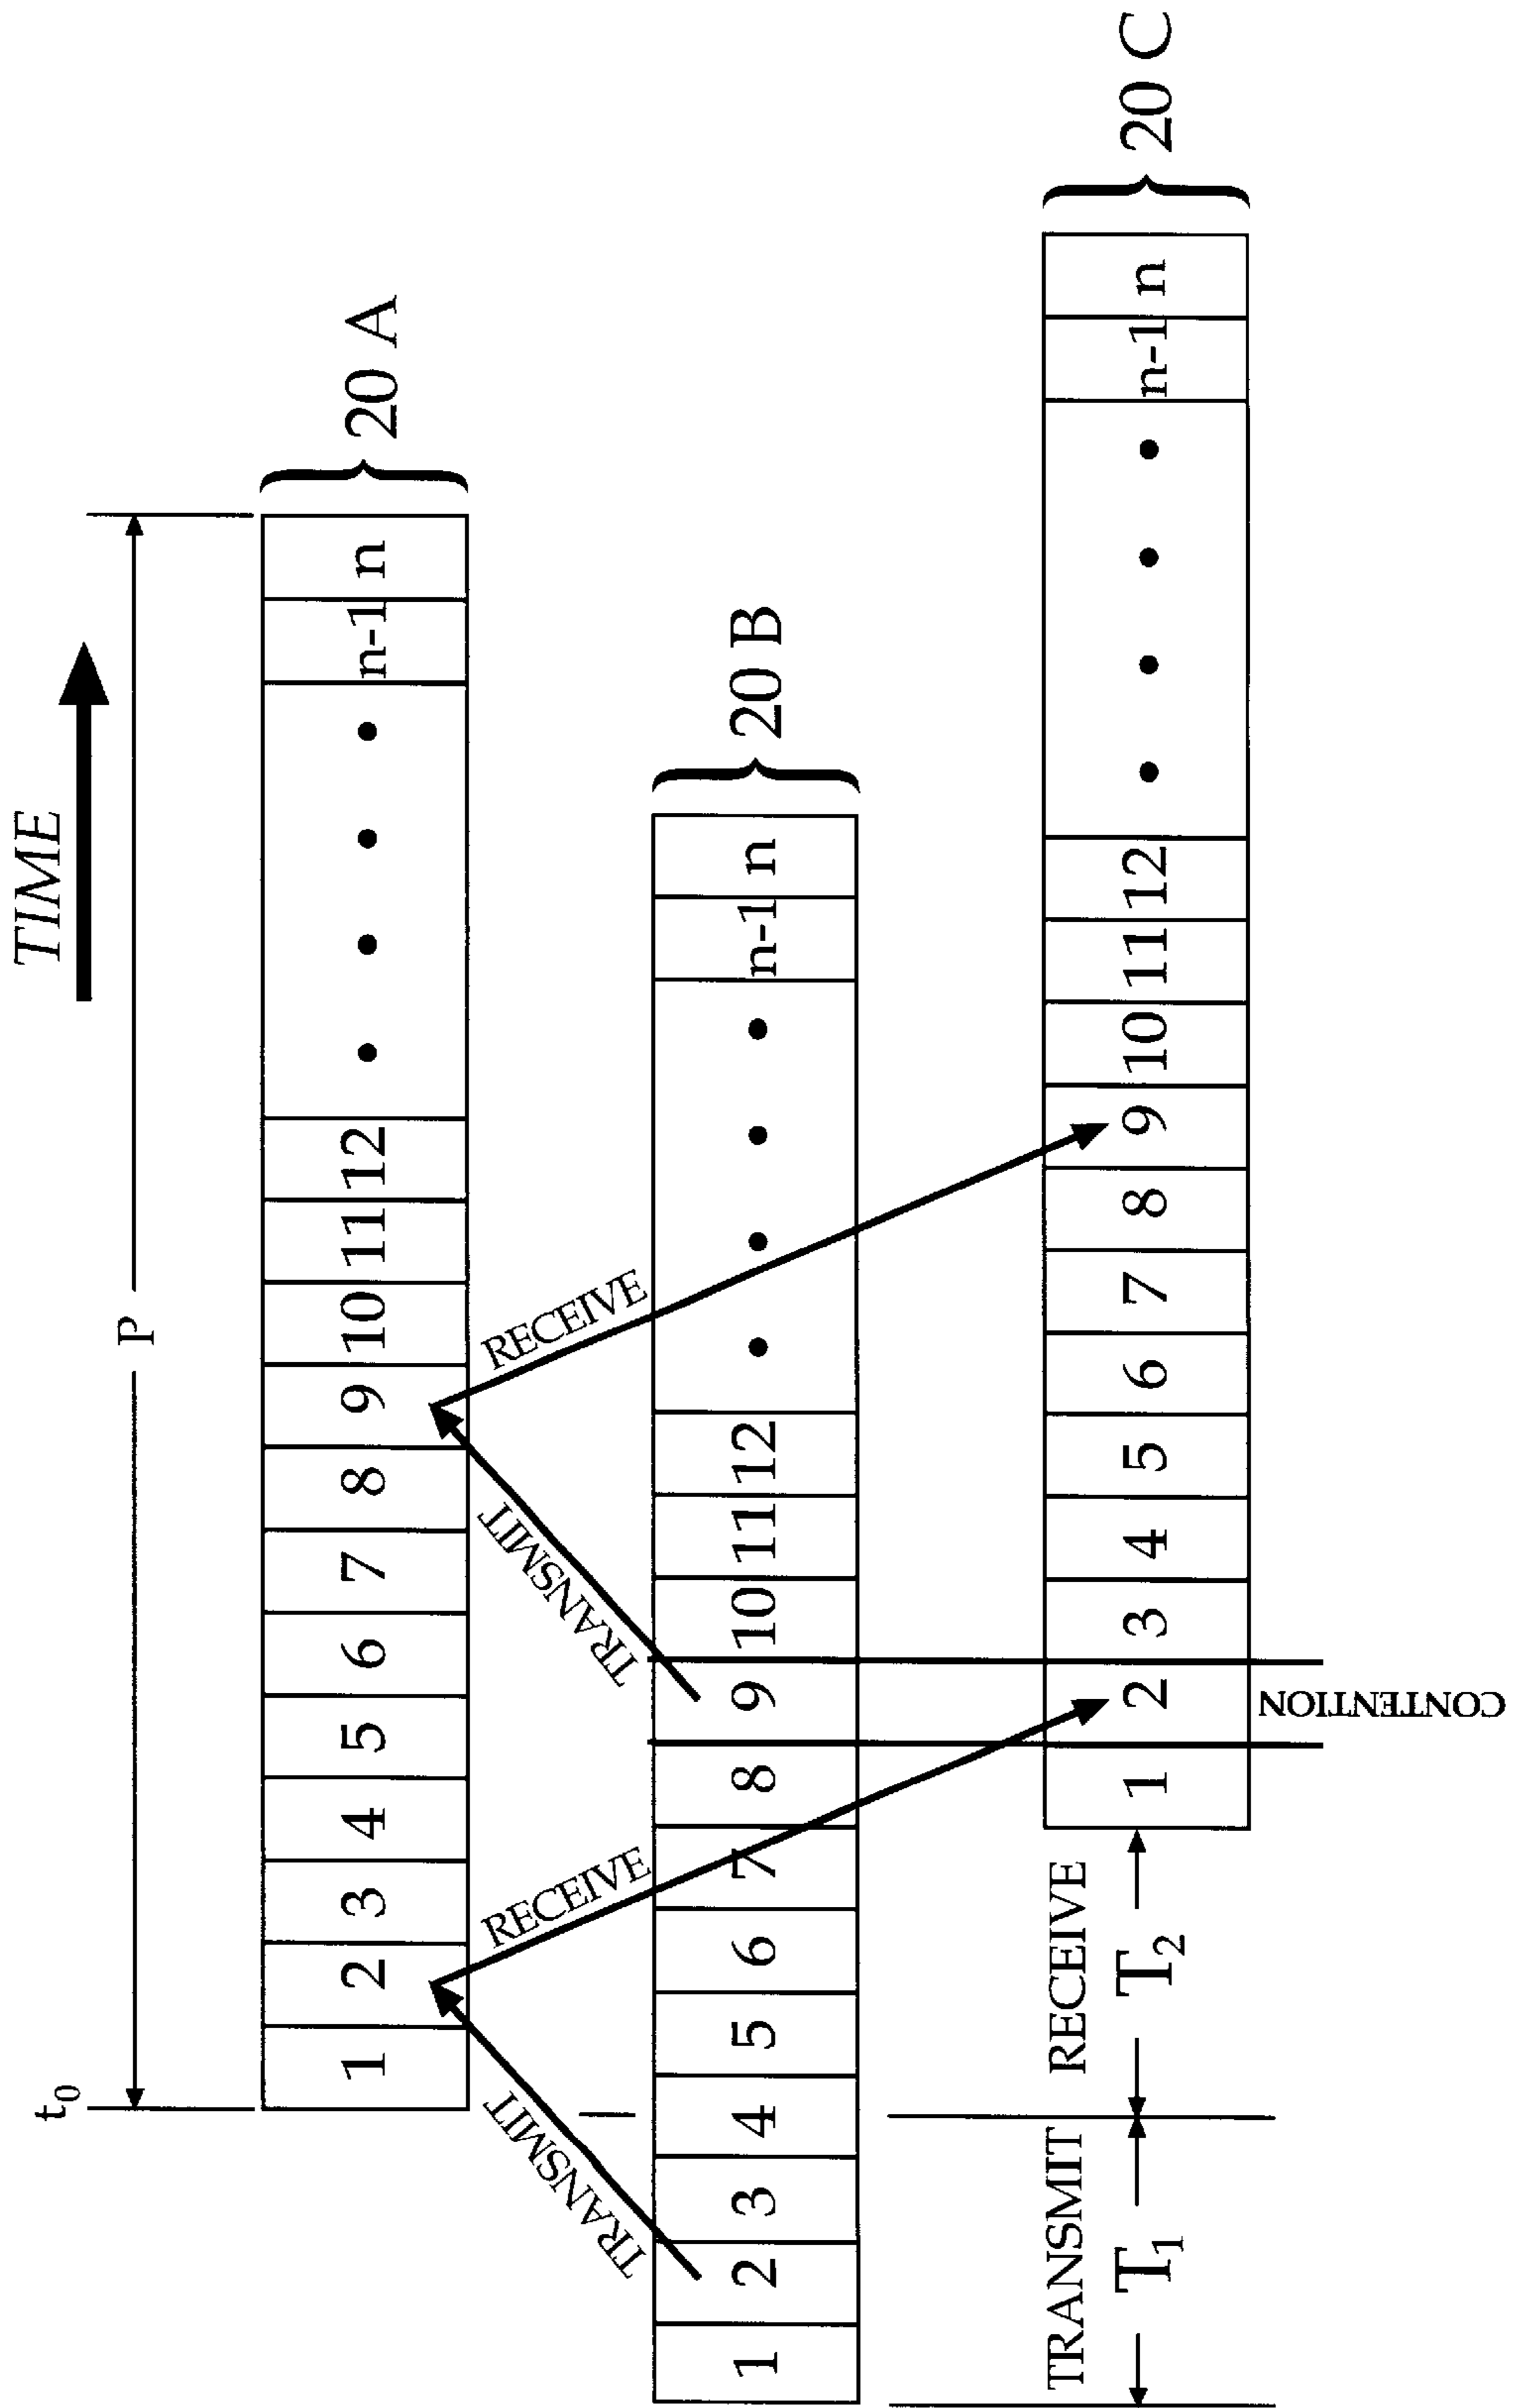 TIME
t0
P
1 2 3 4 5 6 7 8 9 10 11 12 • • • • n-1 n
20 A
TRANSMIT RECEIVE TRANSMIT RECEIVE
1 2 3 4 5 6 7 8 9 10 11 12 • • • • n-1 n
20 B
1 2 3 4 5 6 7 8 9 10 11 12 • • • • n-1 n
20 C
TRANSMIT RECEIVE
T1 T2
CONTENTION